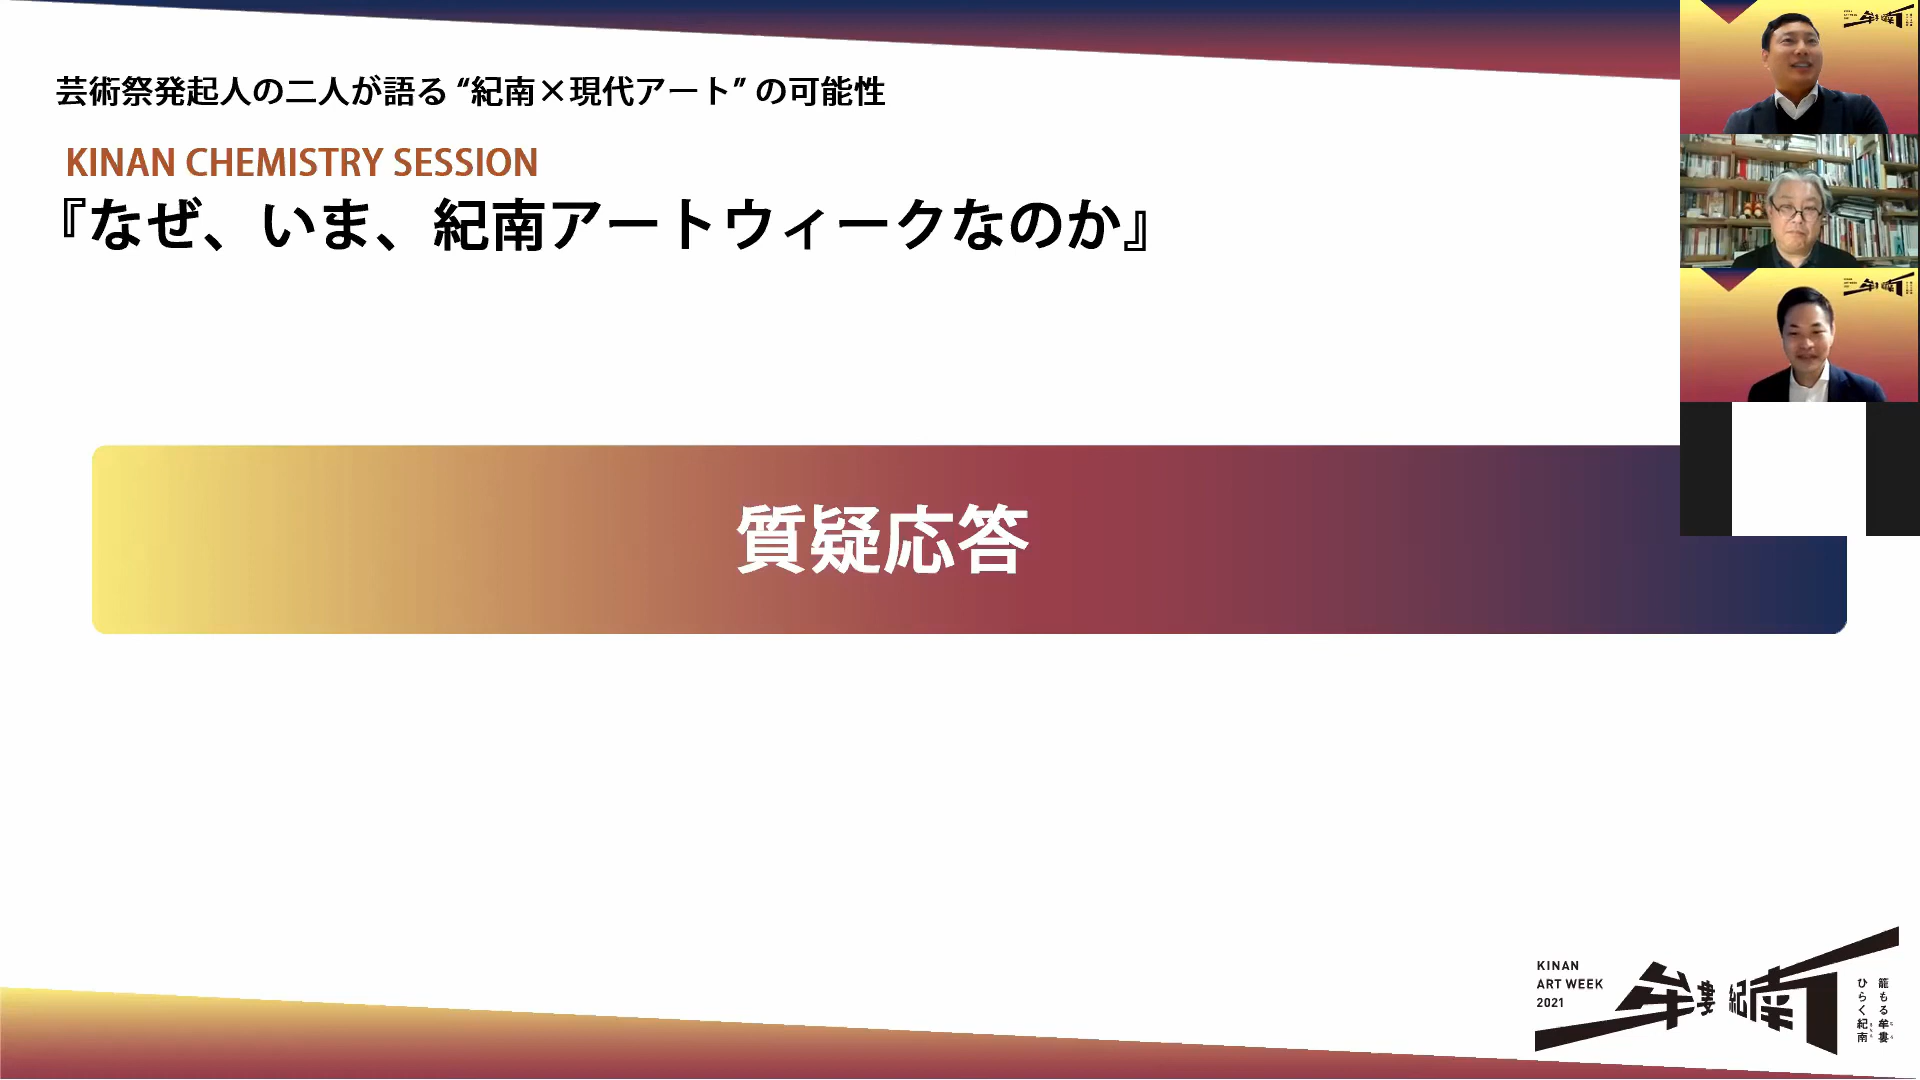 芸術祭発起人の二人が語る “紀南×現代アート” の可能性
KINAN CHEMISTRY SESSION
『なぜ、いま、紀南アートウィークなのか』
質疑応答
KINAN
ART WEEK
2021
牟婁 紀南
籠もる牟婁
ひらく紀南